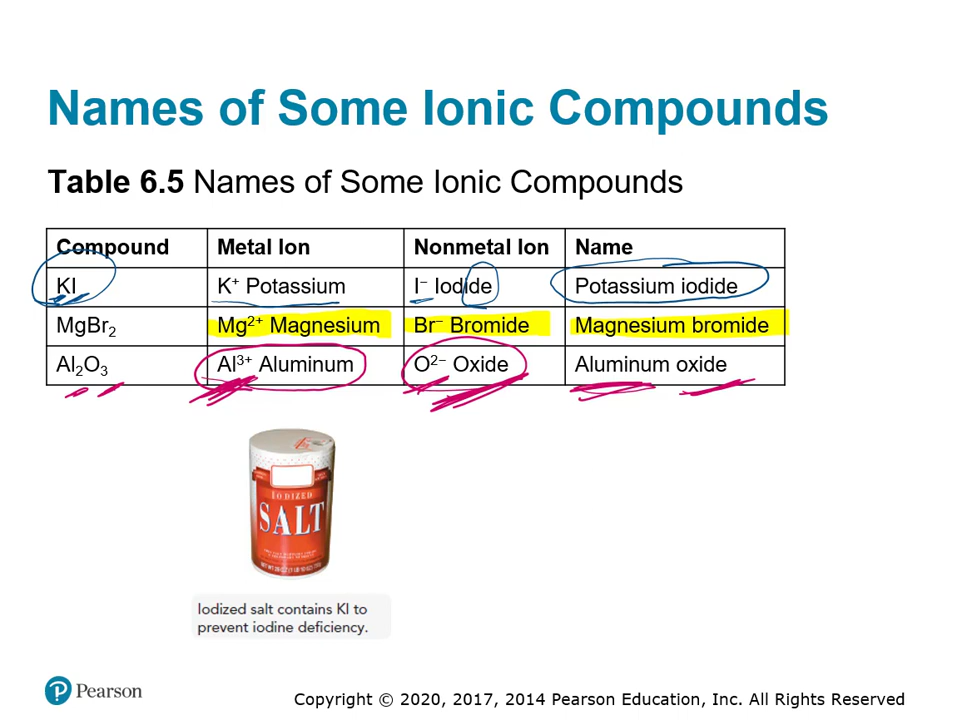 Names of Some Ionic Compounds
Table 6.5 Names of Some Ionic Compounds
Compound Metal Ion Nonmetal Ion Name
KI K⁺ Potassium I⁻ Iodide Potassium iodide
MgBr₂ Mg²⁺ Magnesium Br⁻ Bromide Magnesium bromide
Al₂O₃ Al³⁺ Aluminum O²⁻ Oxide Aluminum oxide
IODIZED
SALT
Iodized salt contains KI to
prevent iodine deficiency.
Pearson
Copyright © 2020, 2017, 2014 Pearson Education, Inc. All Rights Reserved